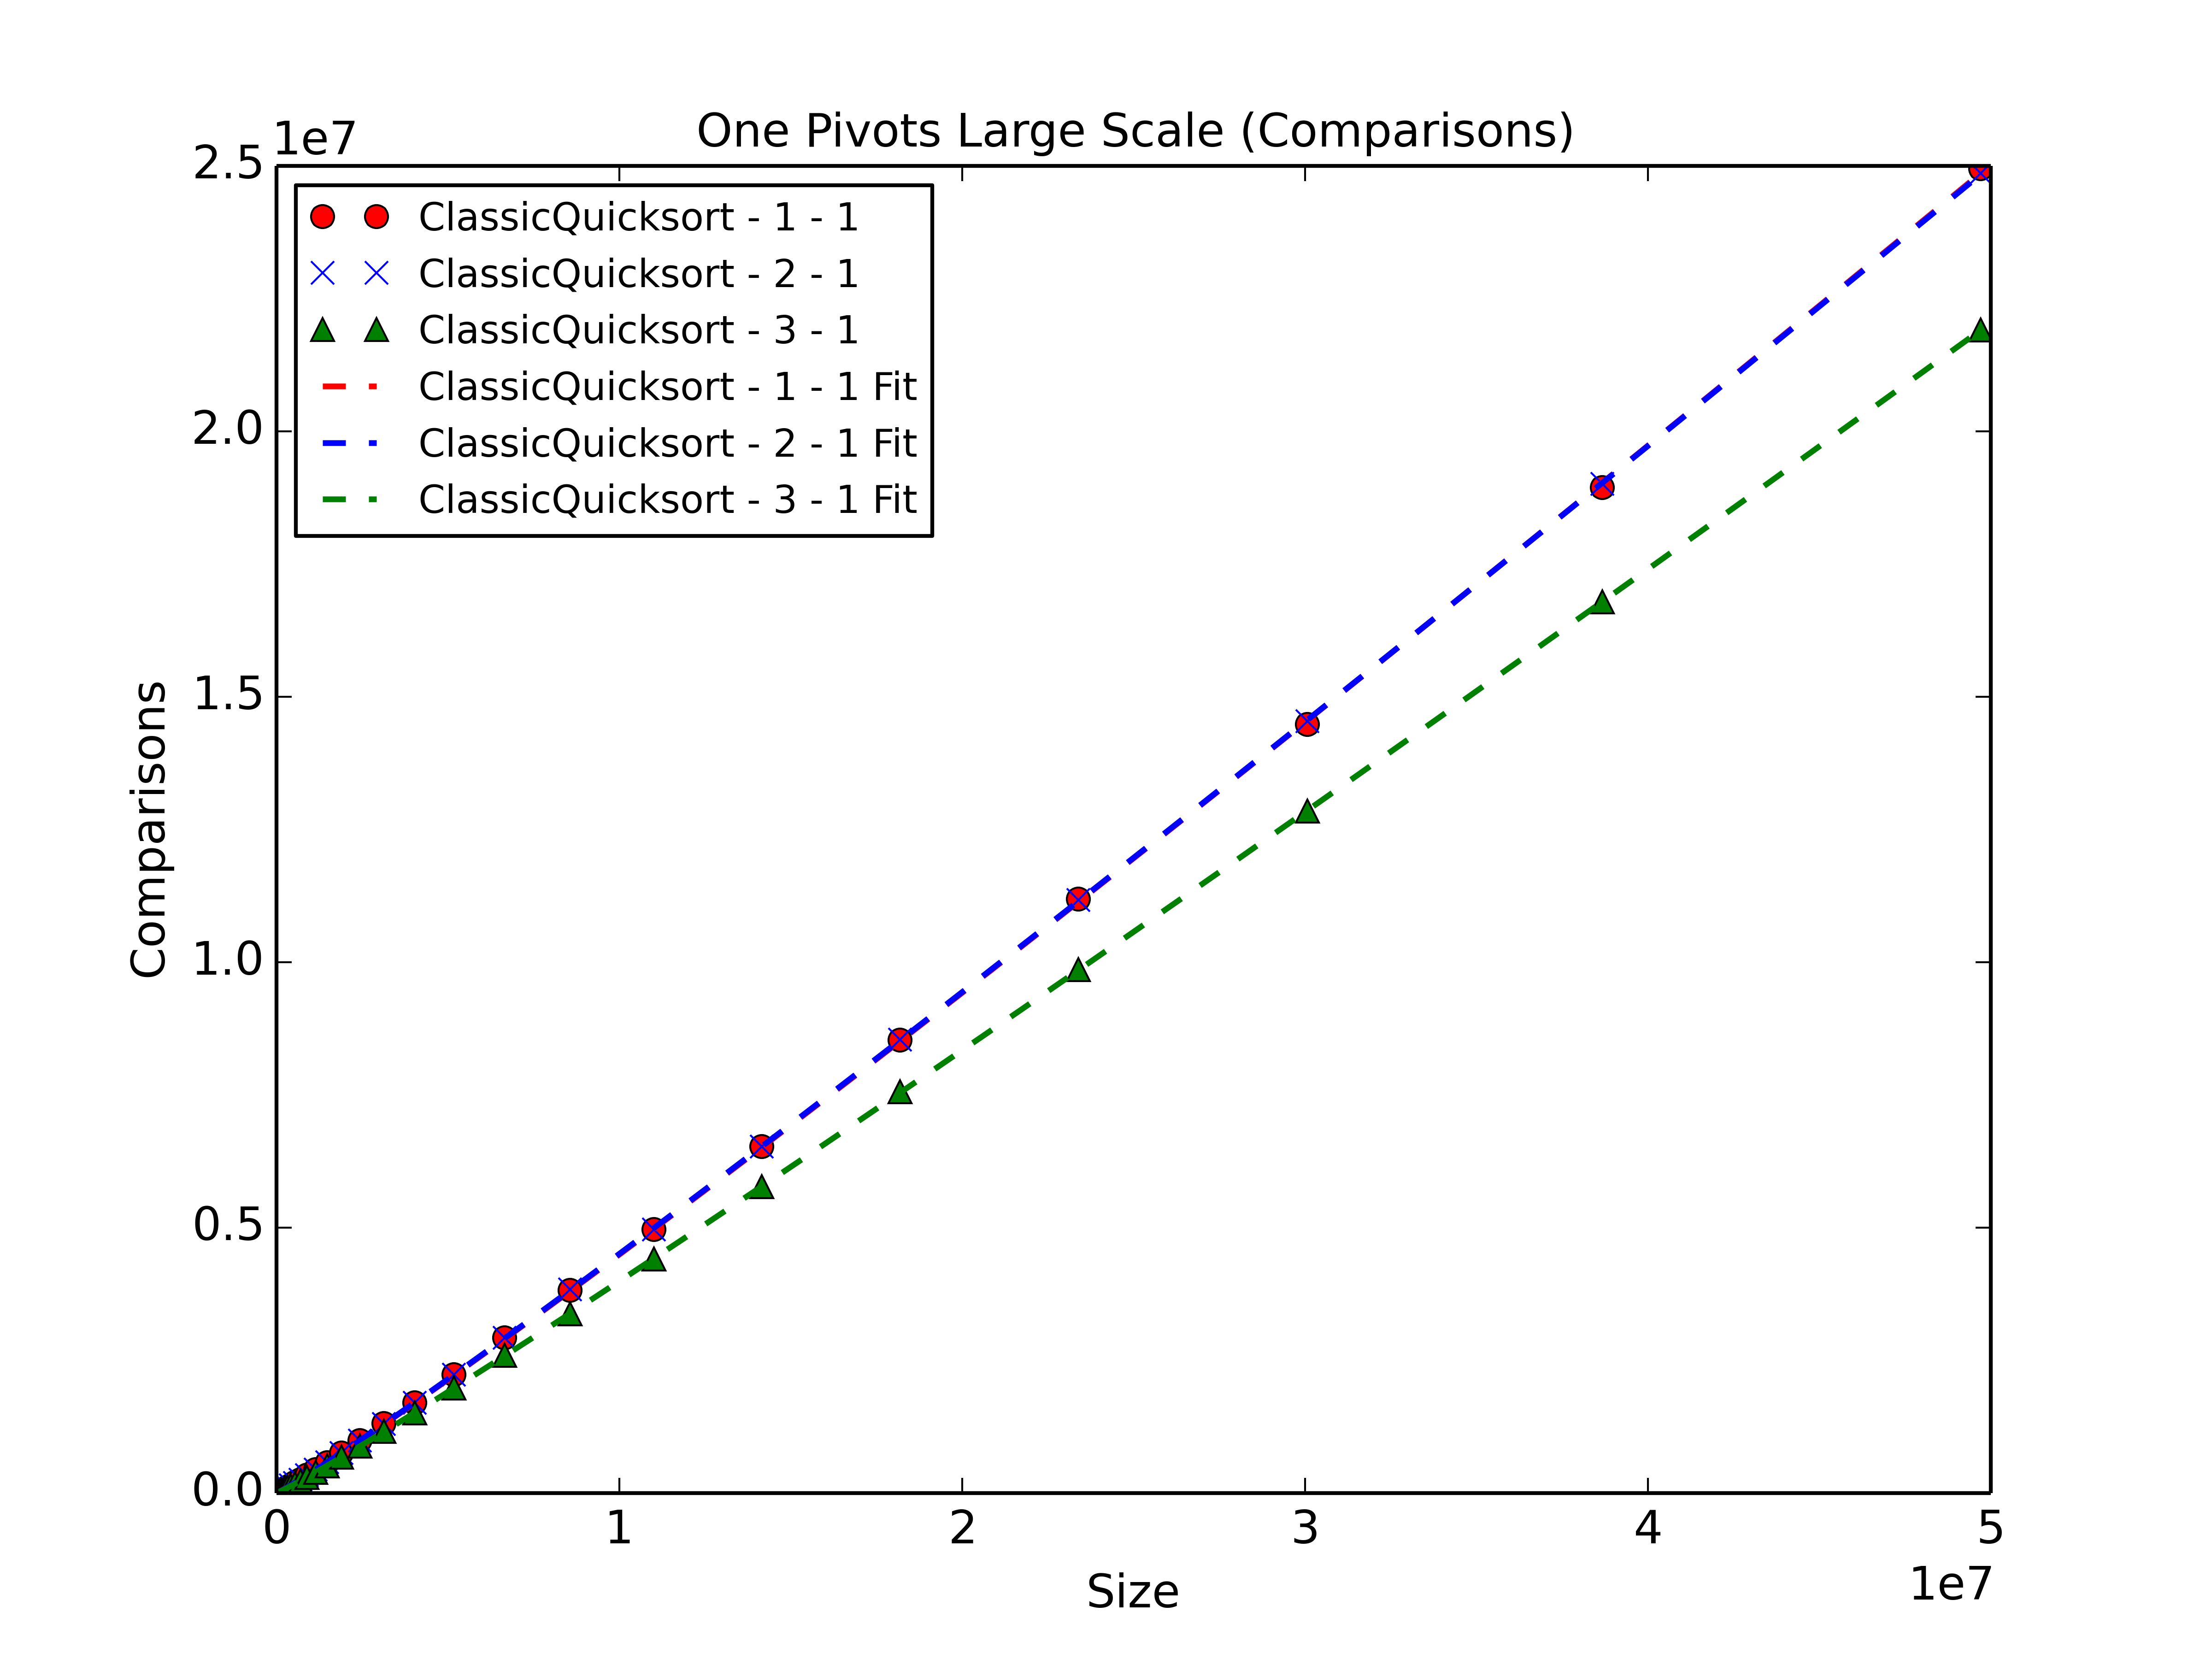 One Pivots Large Scale (Comparisons)
1e7
2.5
2.0
1.5
1.0
0.5
0.0
Comparisons
ClassicQuicksort - 1 - 1
ClassicQuicksort - 2 - 1
ClassicQuicksort - 3 - 1
ClassicQuicksort - 1 - 1 Fit
ClassicQuicksort - 2 - 1 Fit
ClassicQuicksort - 3 - 1 Fit
0 1 2 3 4 5
Size
1e7